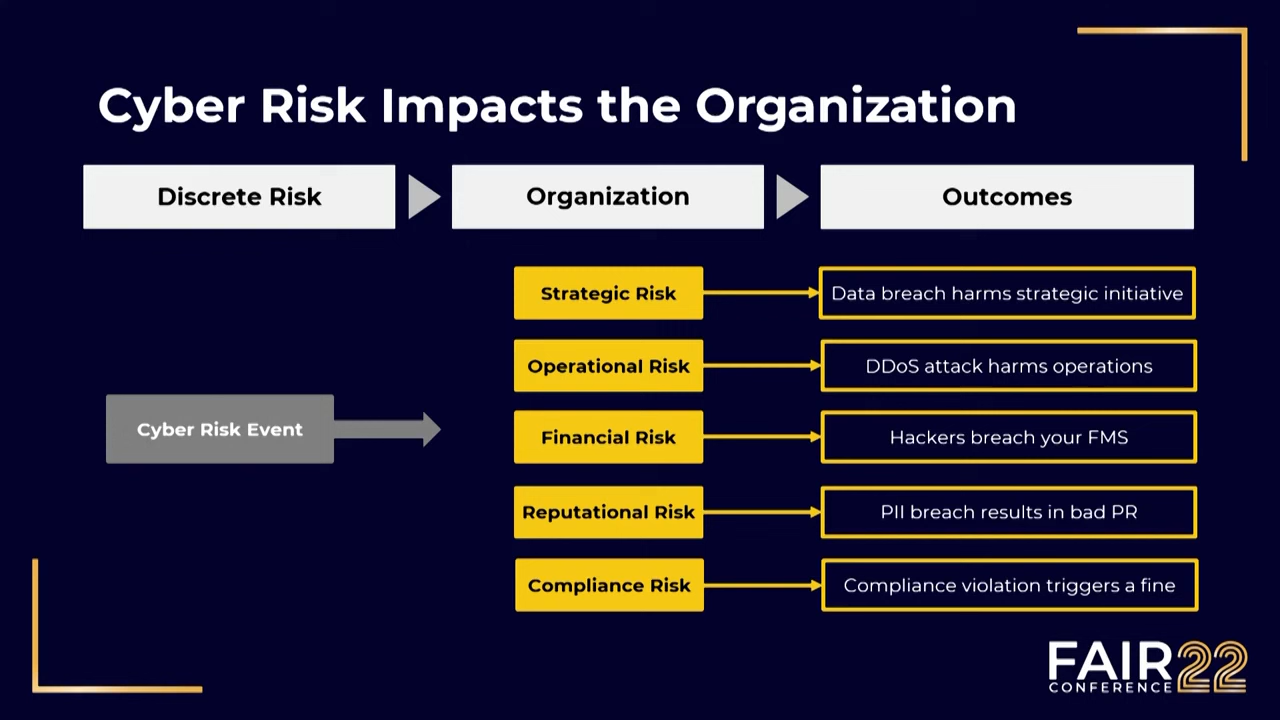 Cyber Risk Impacts the Organization
Discrete Risk
Organization
Outcomes
Strategic Risk
Data breach harms strategic initiative
Operational Risk
DDoS attack harms operations
Cyber Risk Event
Financial Risk
Hackers breach your FMS
Reputational Risk
PII breach results in bad PR
Compliance Risk
Compliance violation triggers a fine
FAIR22
CONFERENCE